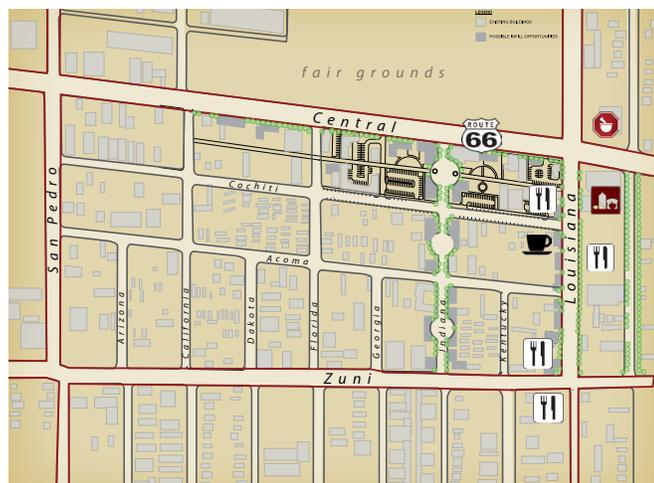 LEGEND
EXISTING BUILDINGS
POSSIBLE INFILL OPPORTUNITIES
fair grounds
Central
ROUTE
66
San Pedro
Cochiti
Louisiana
Acoma
Arizona
California
Dakota
Florida
Georgia
Indiana
Kentucky
Zuni